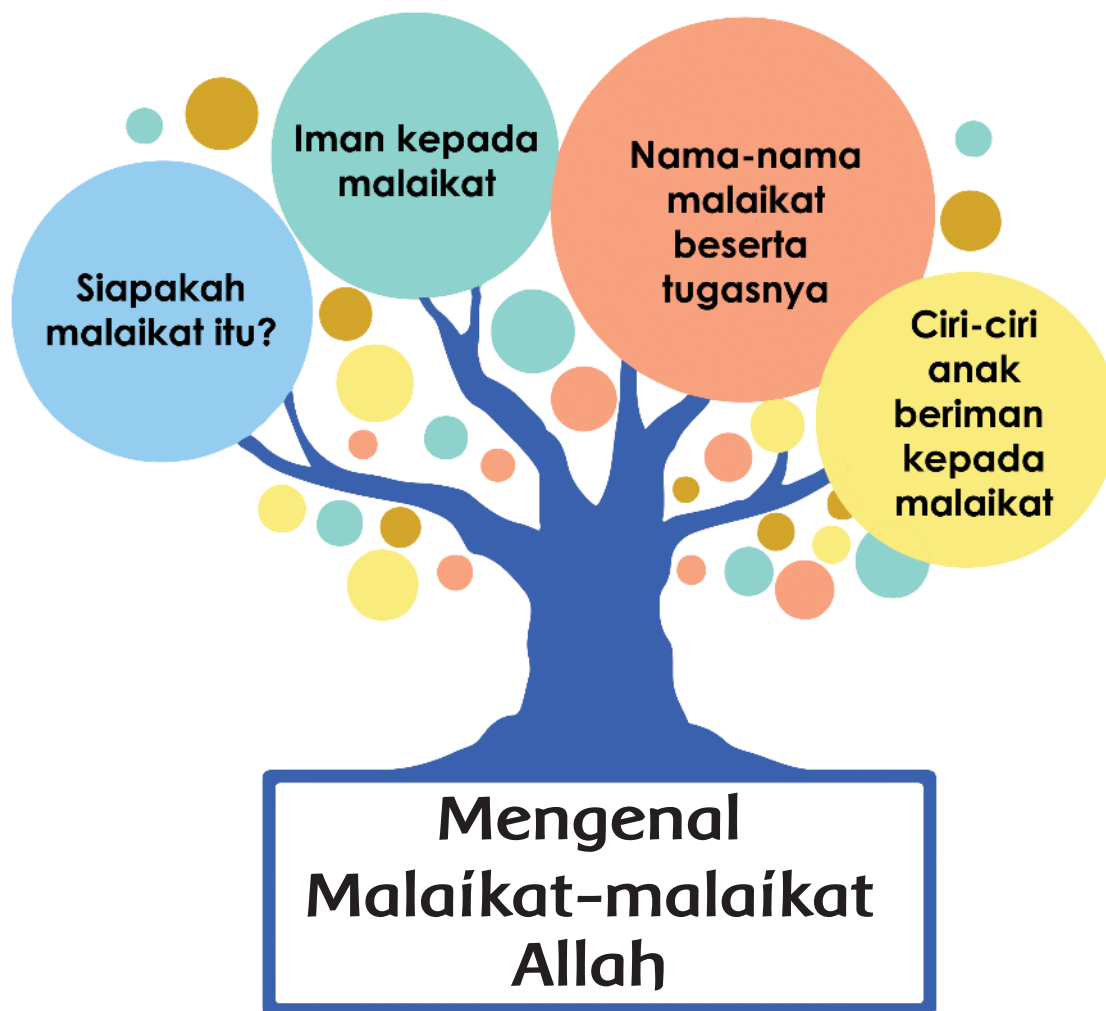 Siapakah
malaikat itu?
Iman kepada
malaikat
Nama-nama
malaikat
beserta
tugasnya
Ciri-ciri
anak
beriman
kepada
malaikat
Mengenal
Malaikat-malaikat
Allah